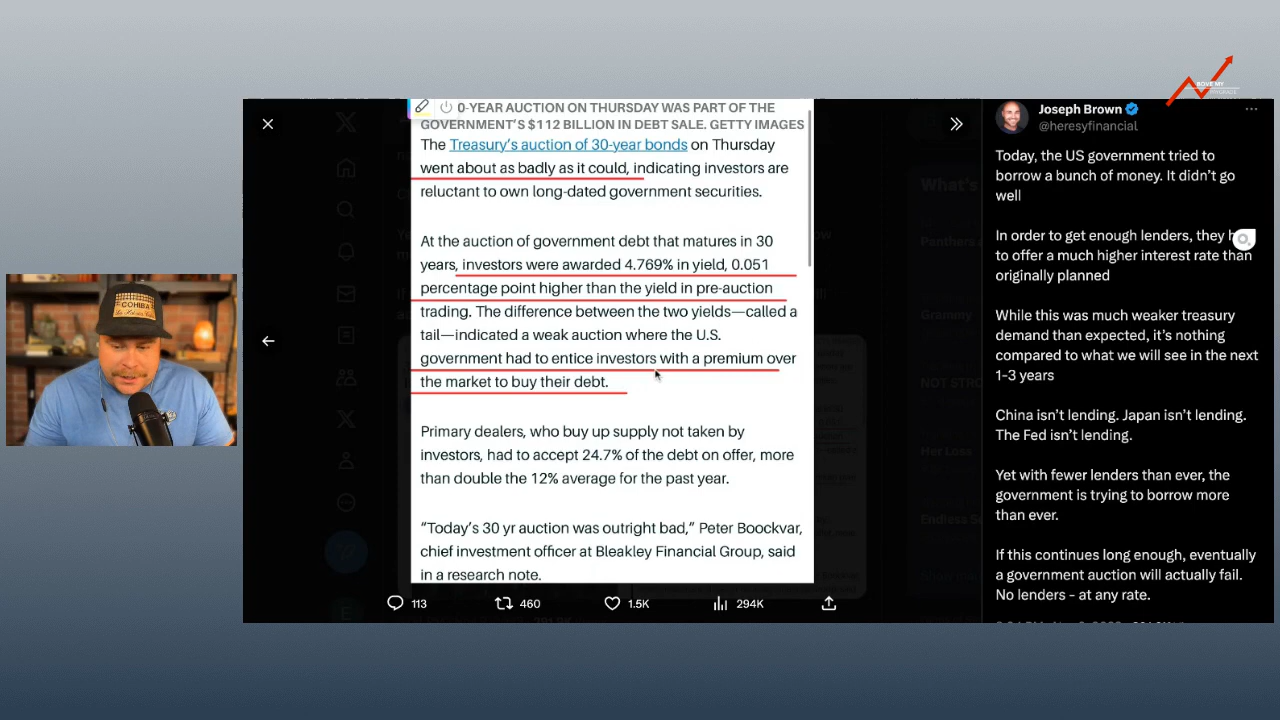 0-YEAR AUCTION ON THURSDAY WAS PART OF THE
GOVERNMENT'S $112 BILLION IN DEBT SALE. GETTY IMAGES
The Treasury's auction of 30-year bonds on Thursday
went about as badly as it could, indicating investors are
reluctant to own long-dated government securities.
At the auction of government debt that matures in 30
years, investors were awarded 4.769% in yield, 0.051
percentage point higher than the yield in pre-auction
trading. The difference between the two yields—called a
tail—indicated a weak auction where the U.S.
government had to entice investors with a premium over
the market to buy their debt.
Primary dealers, who buy up supply not taken by
investors, had to accept 24.7% of the debt on offer, more
than double the 12% average for the past year.
“Today's 30 yr auction was outright bad,” Peter Boockvar,
chief investment officer at Bleakley Financial Group, said
in a research note.
113
460
1.5K
294K
Joseph Brown
@heresyfinancial
Today, the US government tried to
borrow a bunch of money. It didn't go
well
In order to get enough lenders, they
to offer a much higher interest rate than
originally planned
While this was much weaker treasury
demand than expected, it's nothing
compared to what we will see in the next
1-3 years
China isn't lending. Japan isn't lending.
The Fed isn't lending.
Yet with fewer lenders than ever, the
government is trying to borrow more
than ever.
If this continues long enough, eventually
a government auction will actually fail.
No lenders - at any rate.
COHIBA
What's
Panthers
Grammy
NOT STRO
Her Loss
Endless S